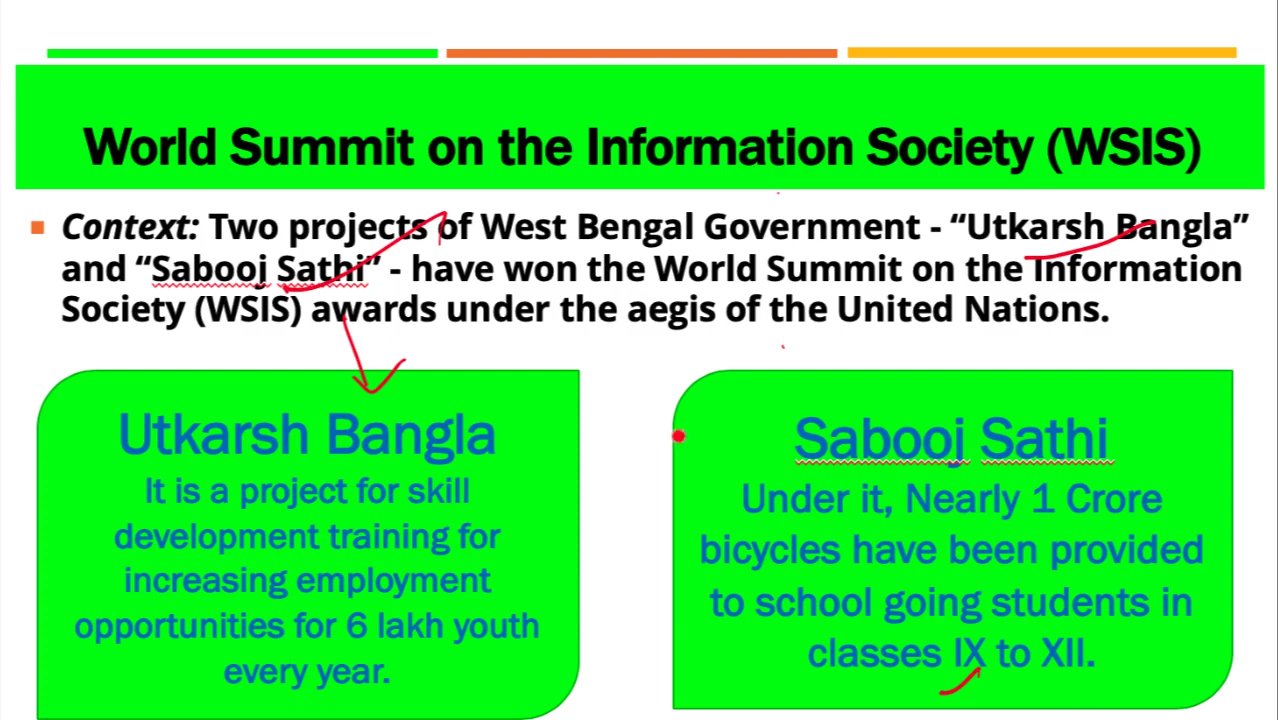 World Summit on the Information Society (WSIS)
Context: Two projects of West Bengal Government - “Utkarsh Bangla”
and “Sabooj Sathi” - have won the World Summit on the Information
Society (WSIS) awards under the aegis of the United Nations.
Utkarsh Bangla
It is a project for skill
development training for
increasing employment
opportunities for 6 lakh youth
every year.
Sabooj Sathi
Under it, Nearly 1 Crore
bicycles have been provided
to school going students in
classes IX to XII.